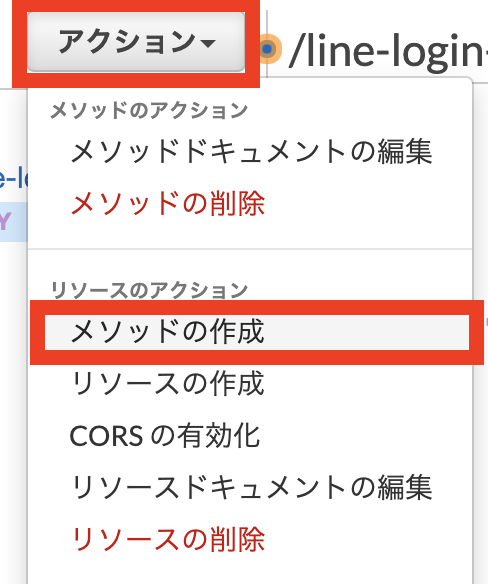 アクション
/line-login-
メソッドのアクション
メソッドドキュメントの編集
メソッドの削除
リソースのアクション
メソッドの作成
リソースの作成
CORS の有効化
リソースドキュメントの編集
リソースの削除